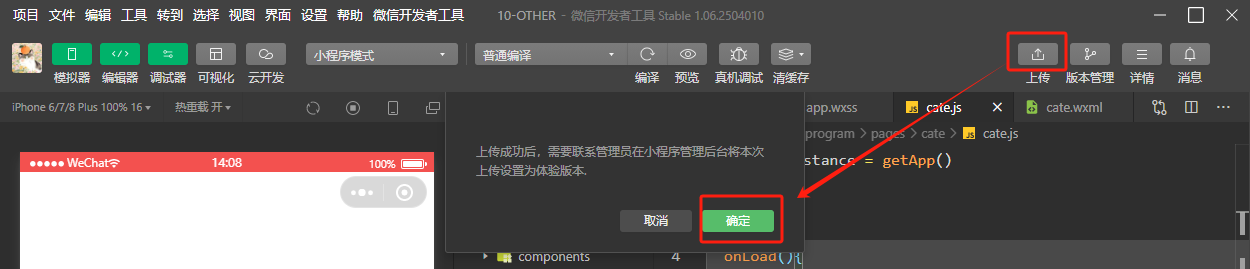 项目 文件 编辑 工具 转到 选择 视图 界面 设置 帮助 微信开发者工具 10-OTHER - 微信开发者工具 Stable 1.06.2504010
小程序模式 普通编译
模拟器 编辑器 调试器 可视化 云开发 编译 预览 真机调试 清缓存 上传 版本管理 详情 消息
iPhone 6/7/8 Plus 100% 16 热重载 开 app.wxss JS cate.js cate.wxml
program > pages > cate > JS cate.js
WeChat 14:08 100%
上传成功后，需要联系管理员在小程序管理后台将本次
上传设置为体验版本.
stance = getApp()
取消 确定
components 4 onLoad(){